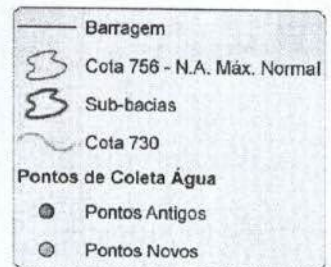 Barragem
Cota 756 - N.A. Máx. Normal
Sub-bacias
Cota 730
Pontos de Coleta Água
Pontos Antigos
Pontos Novos